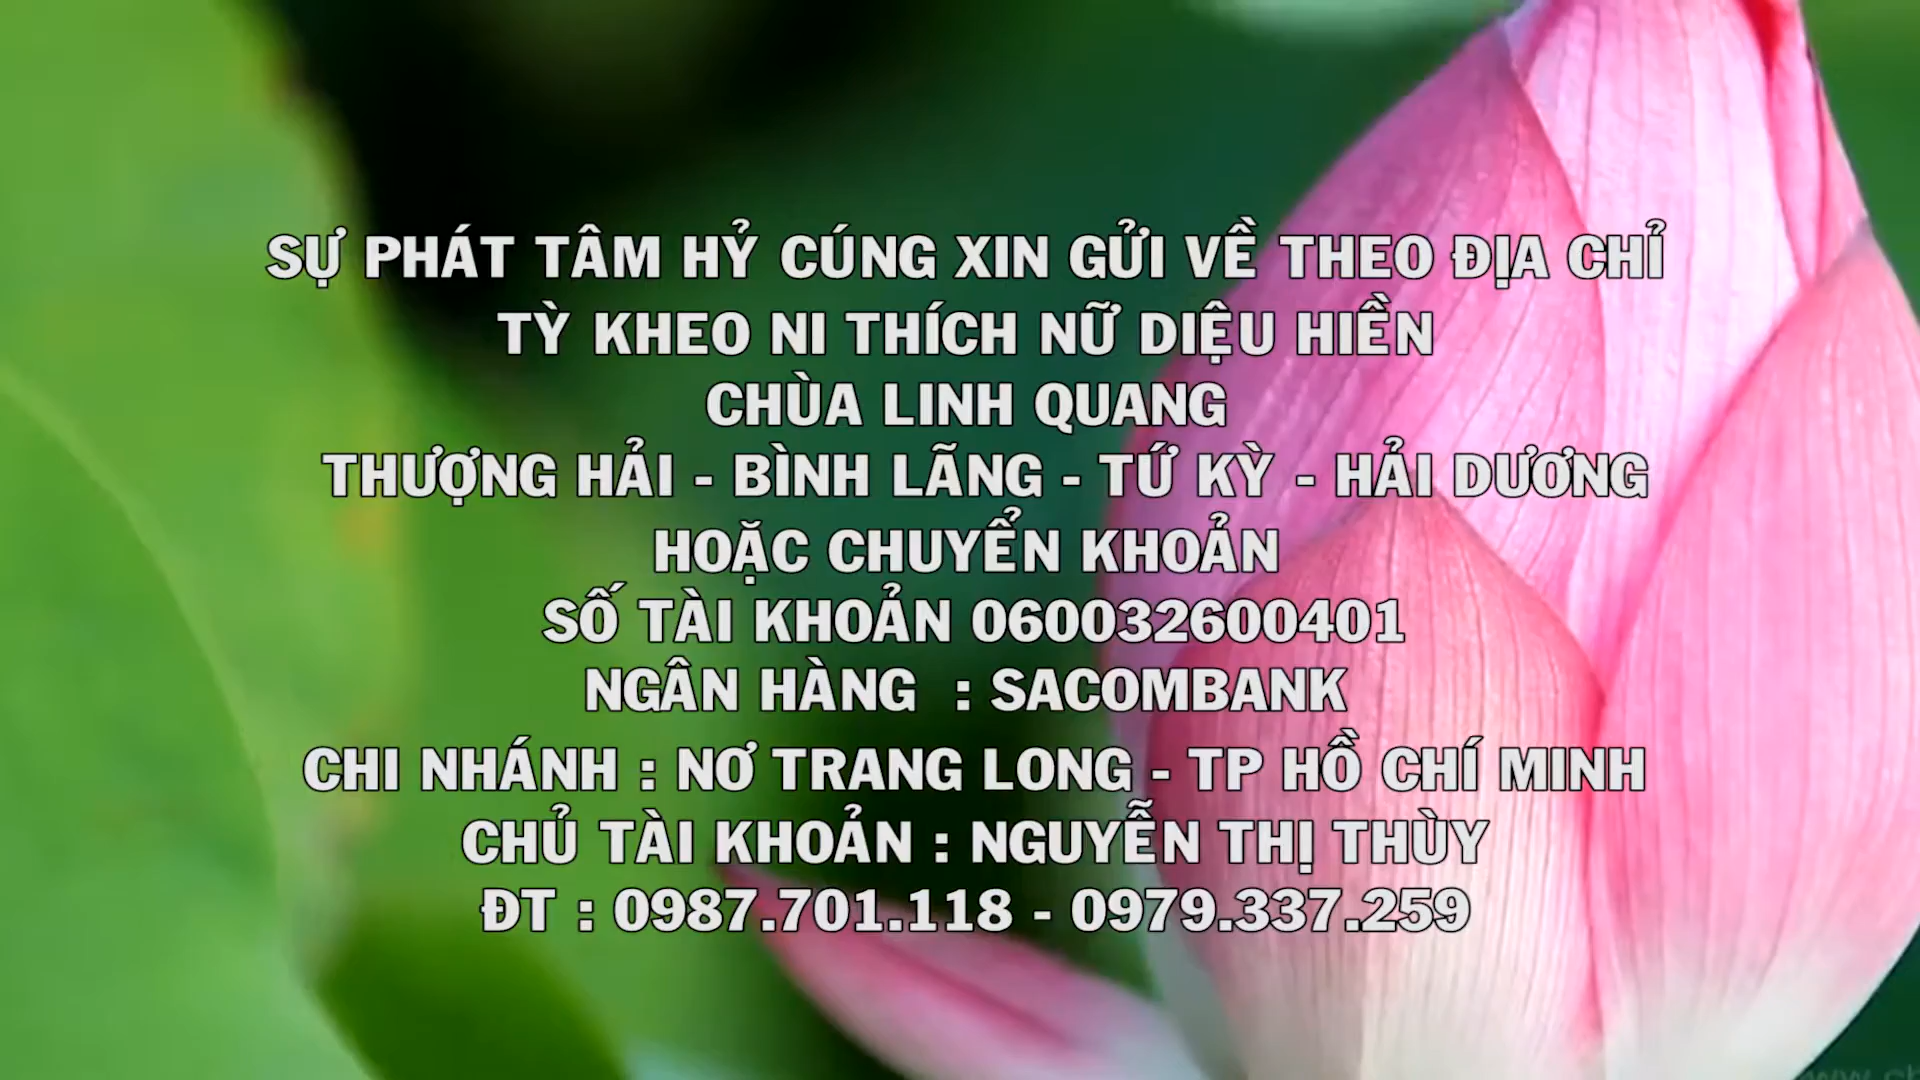 SỰ PHÁT TÂM HỶ CÚNG XIN GỬI VỀ THEO ĐỊA CHỈ
TỲ KHEO NI THÍCH NỮ DIỆU HIỀN
CHÙA LINH QUANG
THƯỢNG HẢI - BÌNH LÃNG - TỨ KỲ - HẢI DƯƠNG
HOẶC CHUYỂN KHOẢN
SỐ TÀI KHOẢN 060032600401
NGÂN HÀNG : SACOMBANK
CHI NHÁNH : NƠ TRANG LONG - TP HỒ CHÍ MINH
CHỦ TÀI KHOẢN : NGUYỄN THỊ THÙY
ĐT : 0987.701.118 - 0979.337.259